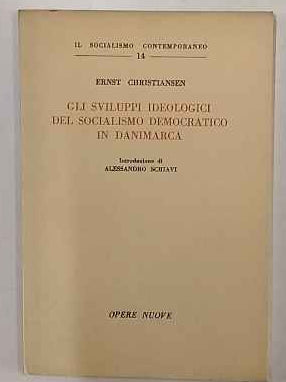 IL SOCIALISMO CONTEMPORANEO
14
ERNST CHRISTIANSEN
GLI SVILUPPI IDEOLOGICI
DEL SOCIALISMO DEMOCRATICO
IN DANIMARCA
Introduzione di
ALESSANDRO SCHIAVI
OPERE NUOVE